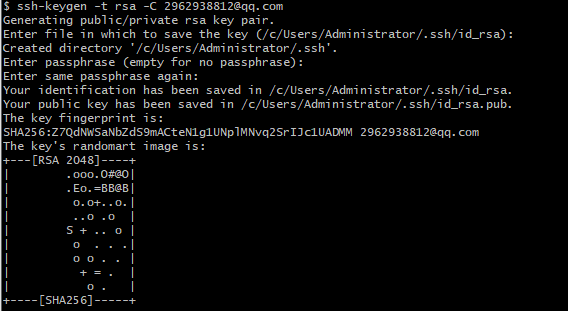 $ ssh-keygen -t rsa -C 2962938812@qq.com
Generating public/private rsa key pair.
Enter file in which to save the key (/c/Users/Administrator/.ssh/id_rsa):
Created directory '/c/Users/Administrator/.ssh'.
Enter passphrase (empty for no passphrase):
Enter same passphrase again:
Your identification has been saved in /c/Users/Administrator/.ssh/id_rsa.
Your public key has been saved in /c/Users/Administrator/.ssh/id_rsa.pub.
The key fingerprint is:
SHA256:Z7QdNWSaNbZdS9mACteN1g1UNplMNvq2SrIJc1UADMM 2962938812@qq.com
The key's randomart image is:
+---[RSA 2048]----+
|        .ooo.O#@O|
|        .Eo.=BB@B|
|         o.o+..o.|
|         ..o .o  |
|        S + .. o |
|         o  . . .|
|         o o . . |
|          + = .  |
|           o .   |
+----[SHA256]-----+